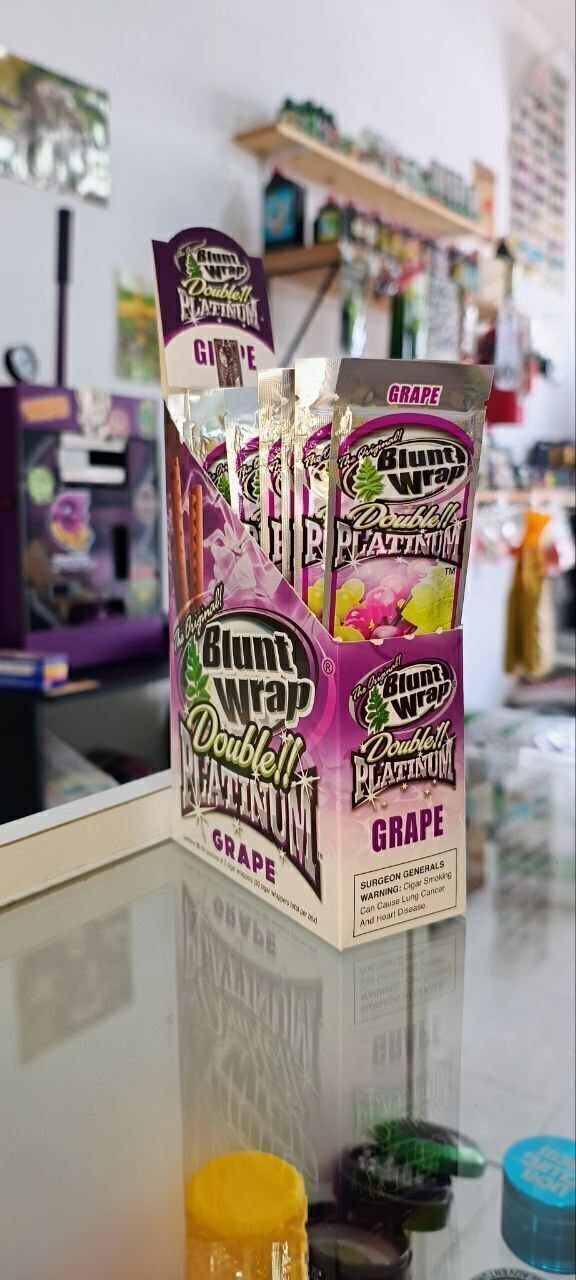 The Original!
Blunt
Wrap
Double!!
PLATINUM
GRAPE
The Original!
Blunt
Wrap
Double!!
PLATINUM
TM
The Original!
Blunt
Wrap
®
Double!!
PLATINUM
GRAPE
The Original!
Blunt
Wrap
Double!!
PLATINUM
GRAPE
SURGEON GENERALS
WARNING: Cigar Smoking
Can Cause Lung Cancer
And Heart Disease.